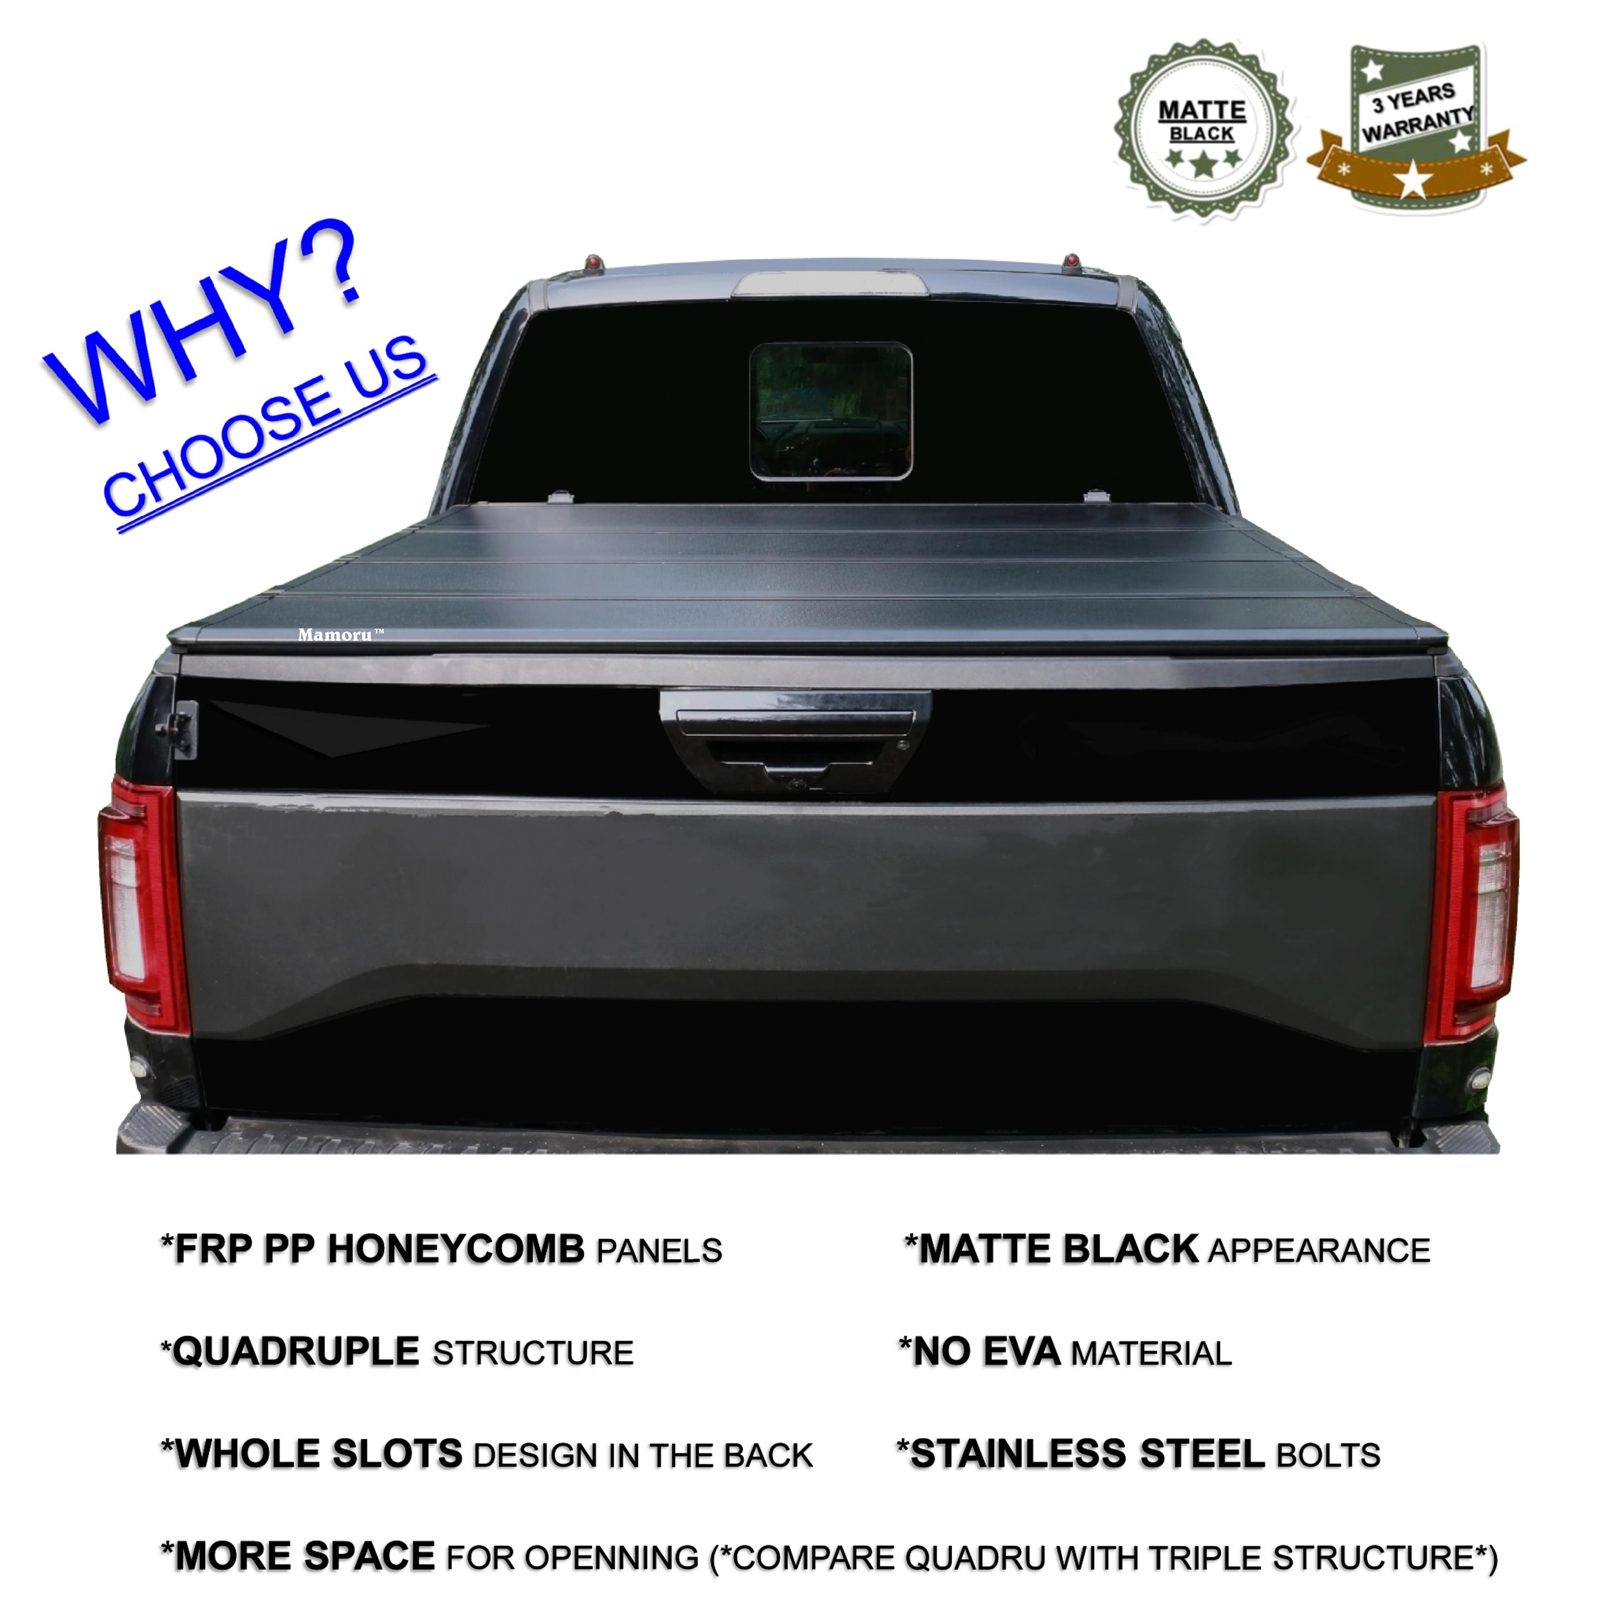 MATTE
BLACK
3 YEARS
WARRANTY
WHY?
CHOOSE US
Mamoru™
*FRP PP HONEYCOMB PANELS
*MATTE BLACK APPEARANCE
*QUADRUPLE STRUCTURE
*NO EVA MATERIAL
*WHOLE SLOTS DESIGN IN THE BACK
*STAINLESS STEEL BOLTS
*MORE SPACE FOR OPENNING (*COMPARE QUADRU WITH TRIPLE STRUCTURE*)